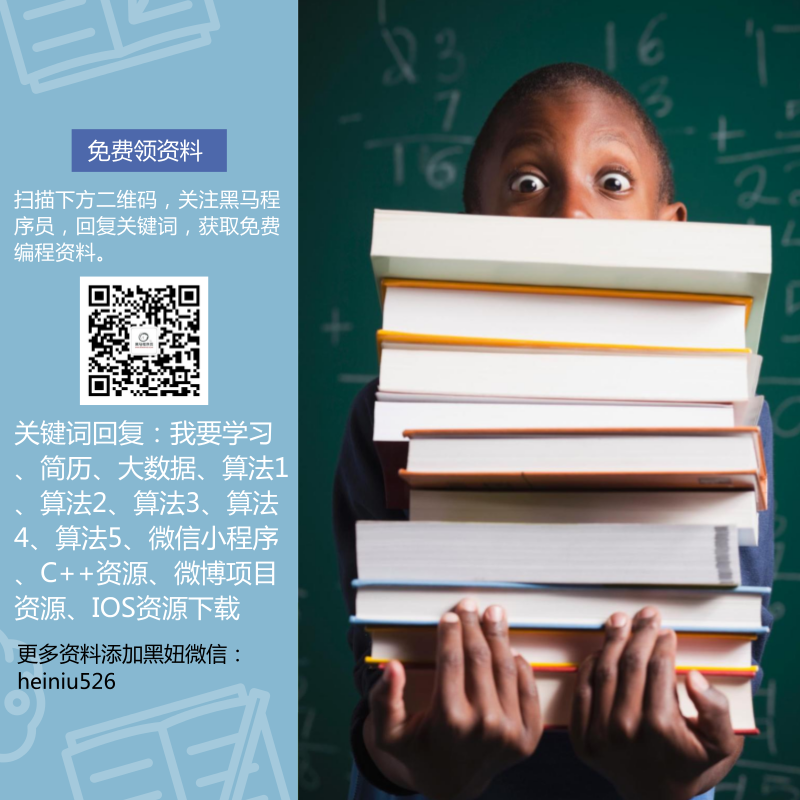 免费领资料
扫描下方二维码，关注黑马程
序员，回复关键词，获取免费
编程资料。
关键词回复：我要学习
、简历、大数据、算法1
、算法2、算法3、算法
4、算法5、微信小程序
、C++资源、微博项目
资源、IOS资源下载
更多资料添加黑妞微信：
heiniu526